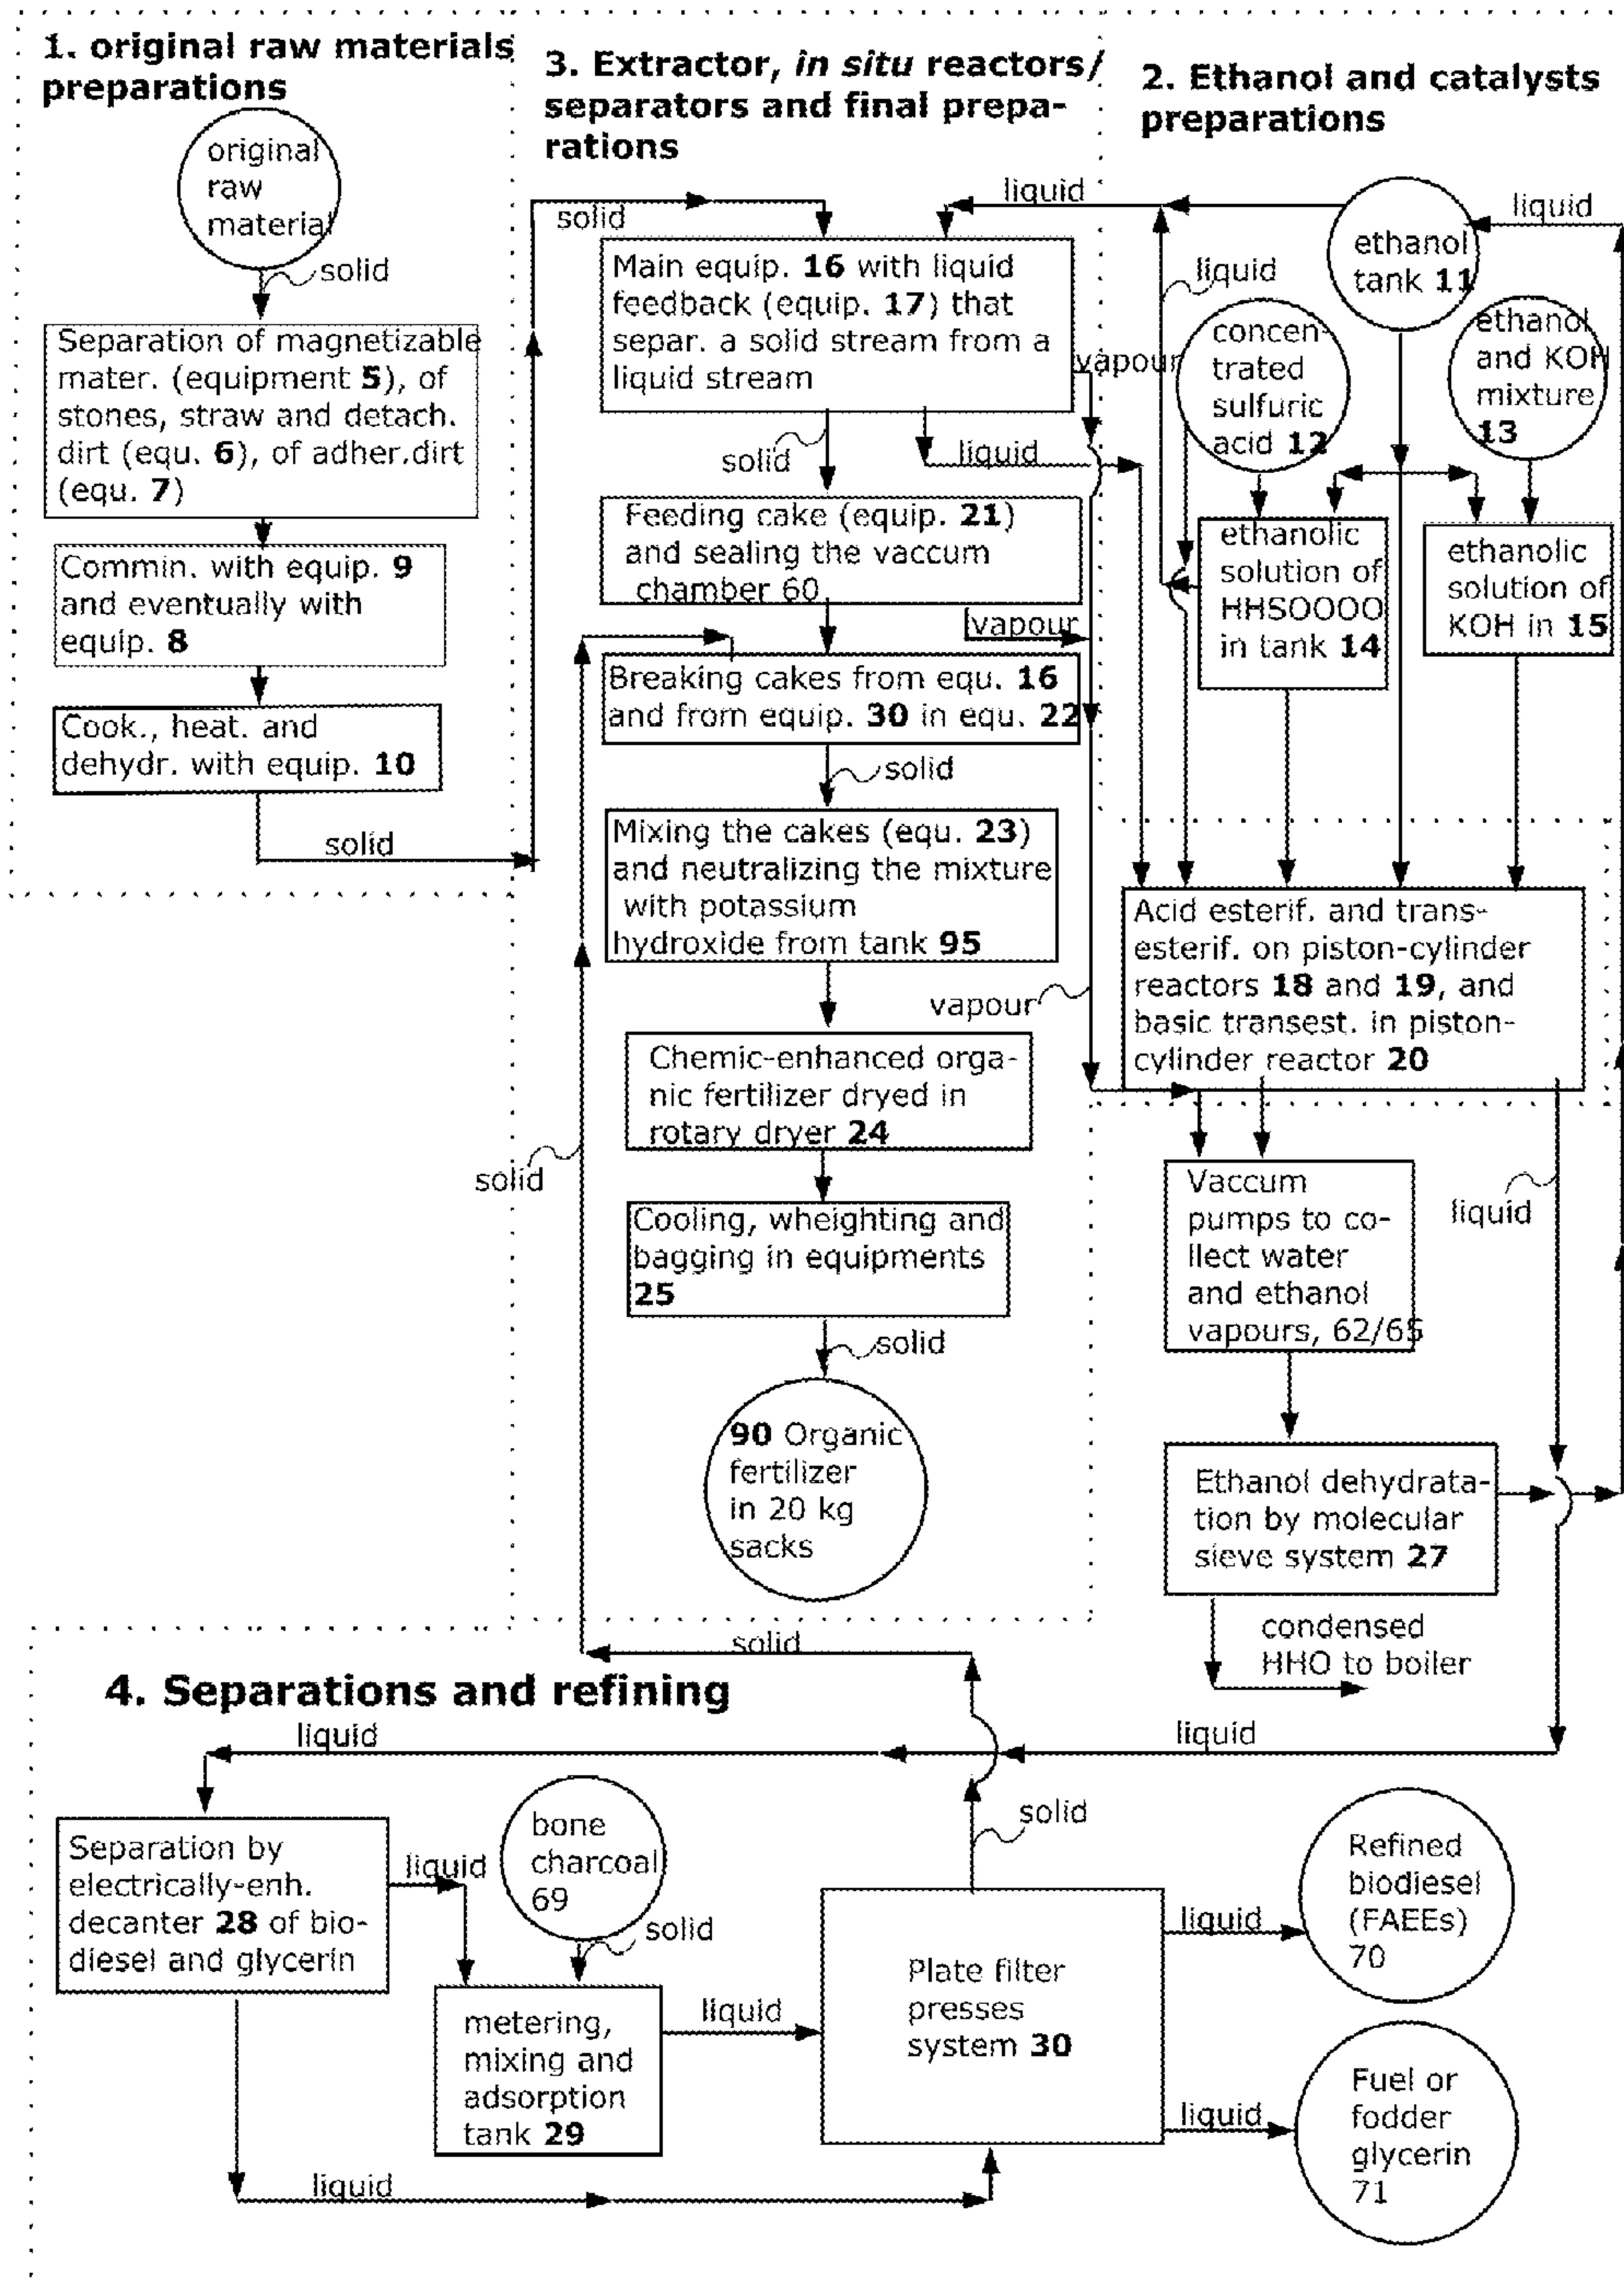 1. original raw materials
preparations
original
raw
material
solid
Separation of magnetizable
mater. (equipment 5), of
stones, straw and detach.
dirt (equ. 6), of adher.dirt
(equ. 7)
Commin. with equip. 9
and eventually with
equip. 8
Cook., heat. and
dehydr. with equip. 10
solid
3. Extractor, in situ reactors/
separators and final prepa-
rations
solid
liquid
Main equip. 16 with liquid
feedback (equip. 17) that
separ. a solid stream from a
liquid stream
vapour
solid
liquid
Feeding cake (equip. 21)
and sealing the vaccum
chamber 60
vapour
Breaking cakes from equ. 16
and from equip. 30 in equ. 22
solid
Mixing the cakes (equ. 23)
and neutralizing the mixture
with potassium
hydroxide from tank 95
vapour
Chemic-enhanced orga-
nic fertilizer dryed in
rotary dryer 24
solid
Cooling, wheighting and
bagging in equipments
25
solid
90 Organic
fertilizer
in 20 kg
sacks
2. Ethanol and catalysts
preparations
liquid
ethanol
tank 11
liquid
concen-
trated
sulfuric
acid 12
ethanol
and KOH
mixture
13
ethanolic
solution of
HHSOOOO
in tank 14
ethanolic
solution of
KOH in 15
Acid esterif. and trans-
esterif. on piston-cylinder
reactors 18 and 19, and
basic transest. in piston-
cylinder reactor 20
Vaccum
pumps to co-
llect water
and ethanol
vapours, 62/65
liquid
Ethanol dehydrata-
tion by molecular
sieve system 27
condensed
HHO to boiler
solid
4. Separations and refining
liquid
liquid
Separation by
electrically-enh.
decanter 28 of bio-
diesel and glycerin
liquid
bone
charcoal
69
solid
metering,
mixing and
adsorption
tank 29
liquid
solid
Plate filter
presses
system 30
liquid
Refined
biodiesel
(FAEEs)
70
liquid
Fuel or
fodder
glycerin
71
liquid